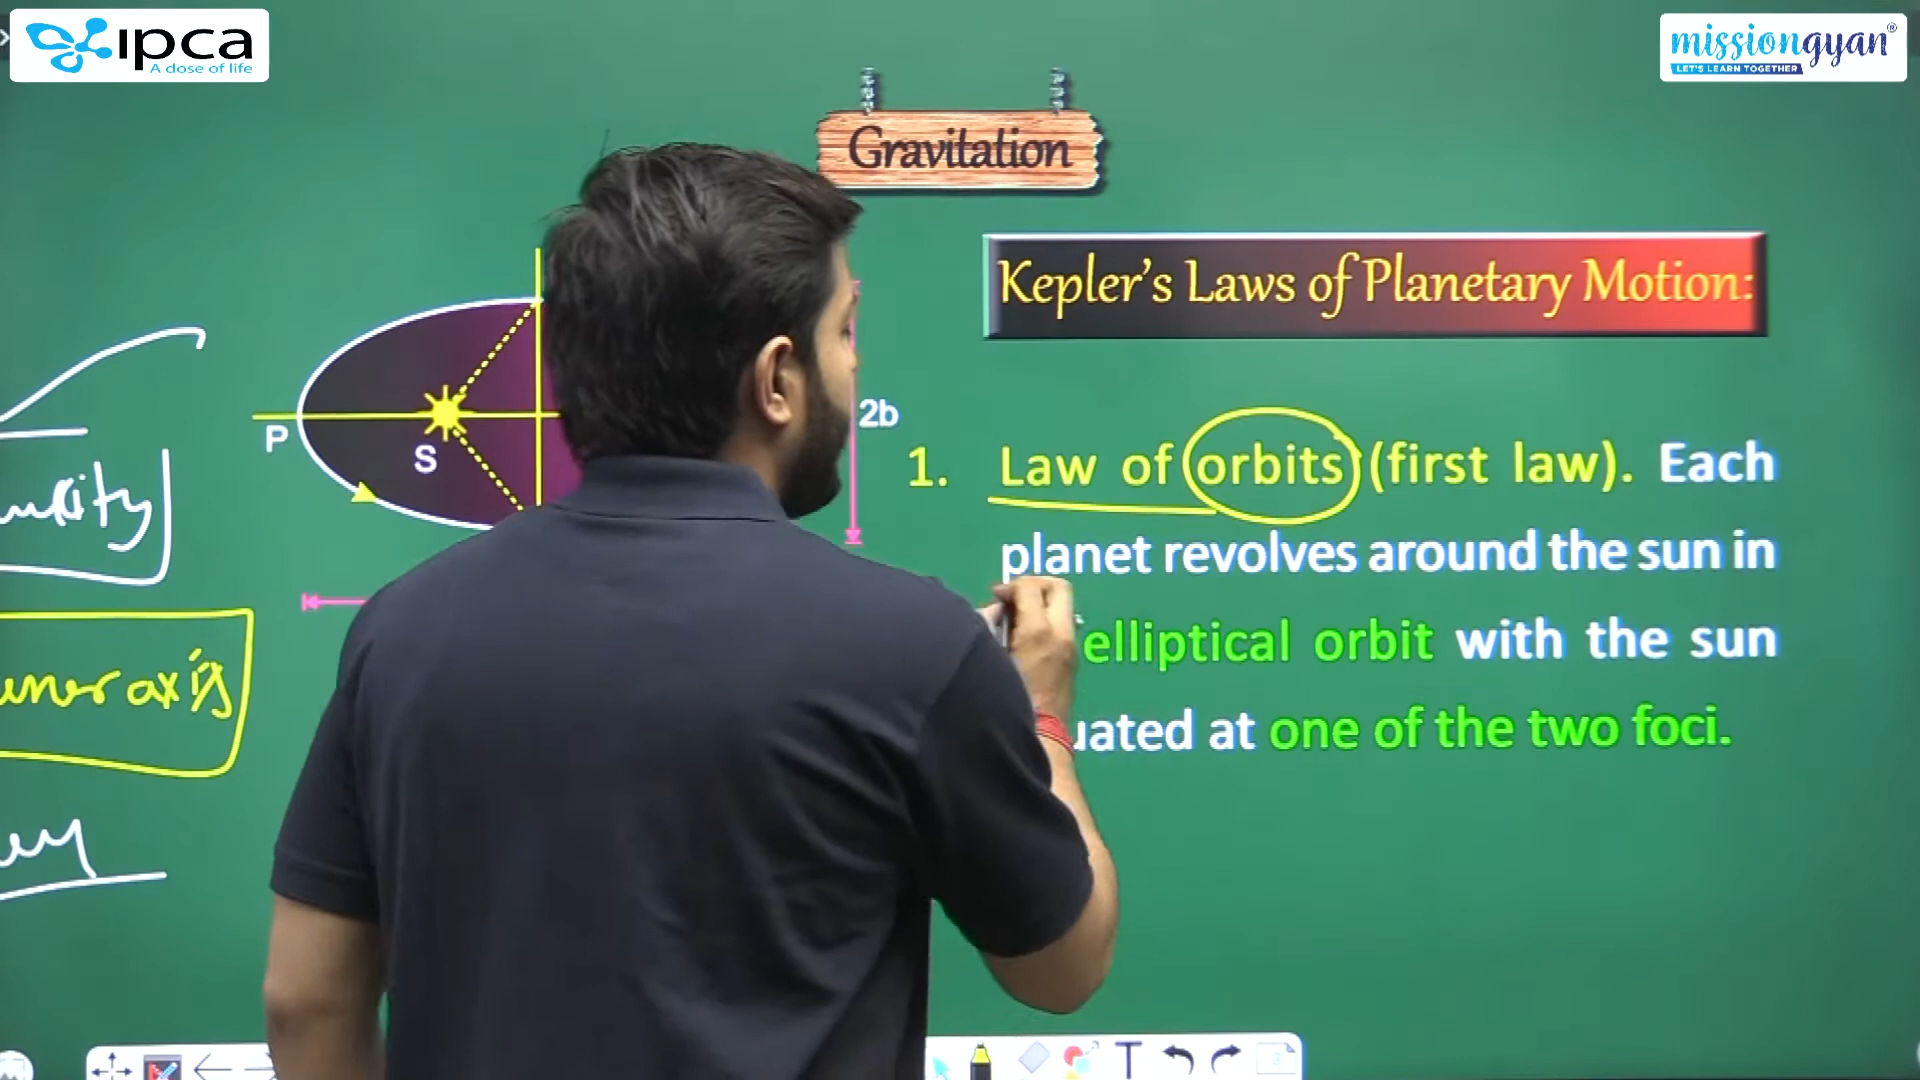 ipca
A dose of life
missiongyan®
LET'S LEARN TOGETHER
Gravitation
Kepler's Laws of Planetary Motion:
P
S
2b
1. Law of orbits (first law). Each
planet revolves around the sun in
elliptical orbit with the sun
uated at one of the two foci.
axis
T
3